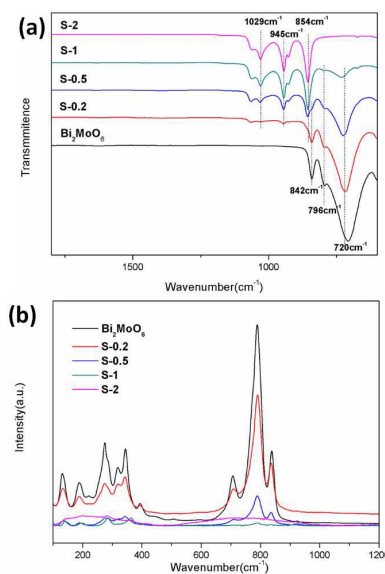 (a)
1029cm⁻¹ 854cm⁻¹
945cm⁻¹
S-2
S-1
S-0.5
S-0.2
Bi₂MoO₆
842cm⁻¹
796cm⁻¹
720cm⁻¹
Transmmitence
1500 1000
Wavenumber(cm⁻¹)
(b)
Bi₂MoO₆
S-0.2
S-0.5
S-1
S-2
Intensity(a.u.)
200 400 600 800 1000 1200
Wavenumber(cm⁻¹)